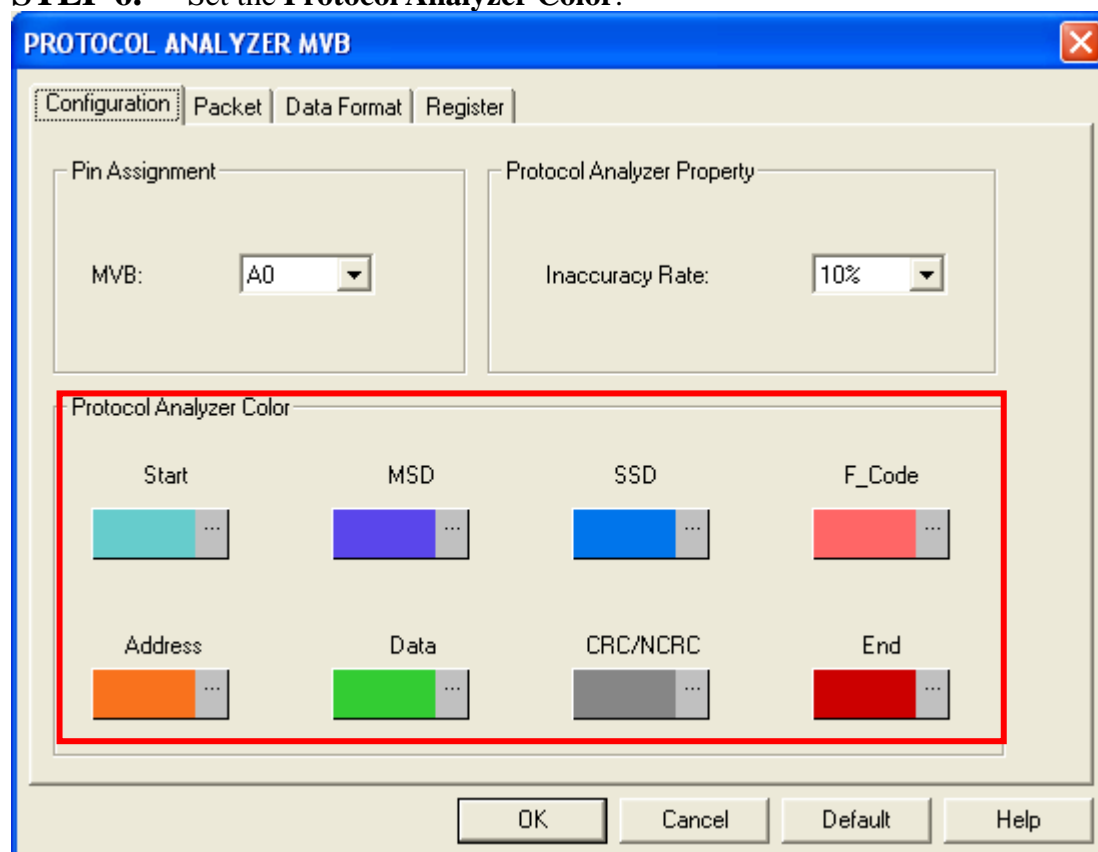 STEP 6. Set the Protocol Analyzer Color.
PROTOCOL ANALYZER MVB
Configuration Packet Data Format Register
Pin Assignment Protocol Analyzer Property
MVB: A0 Inaccuracy Rate: 10%
Protocol Analyzer Color
Start MSD SSD F_Code
... ... ... ...
Address Data CRC/NCRC End
... ... ... ...
OK Cancel Default Help